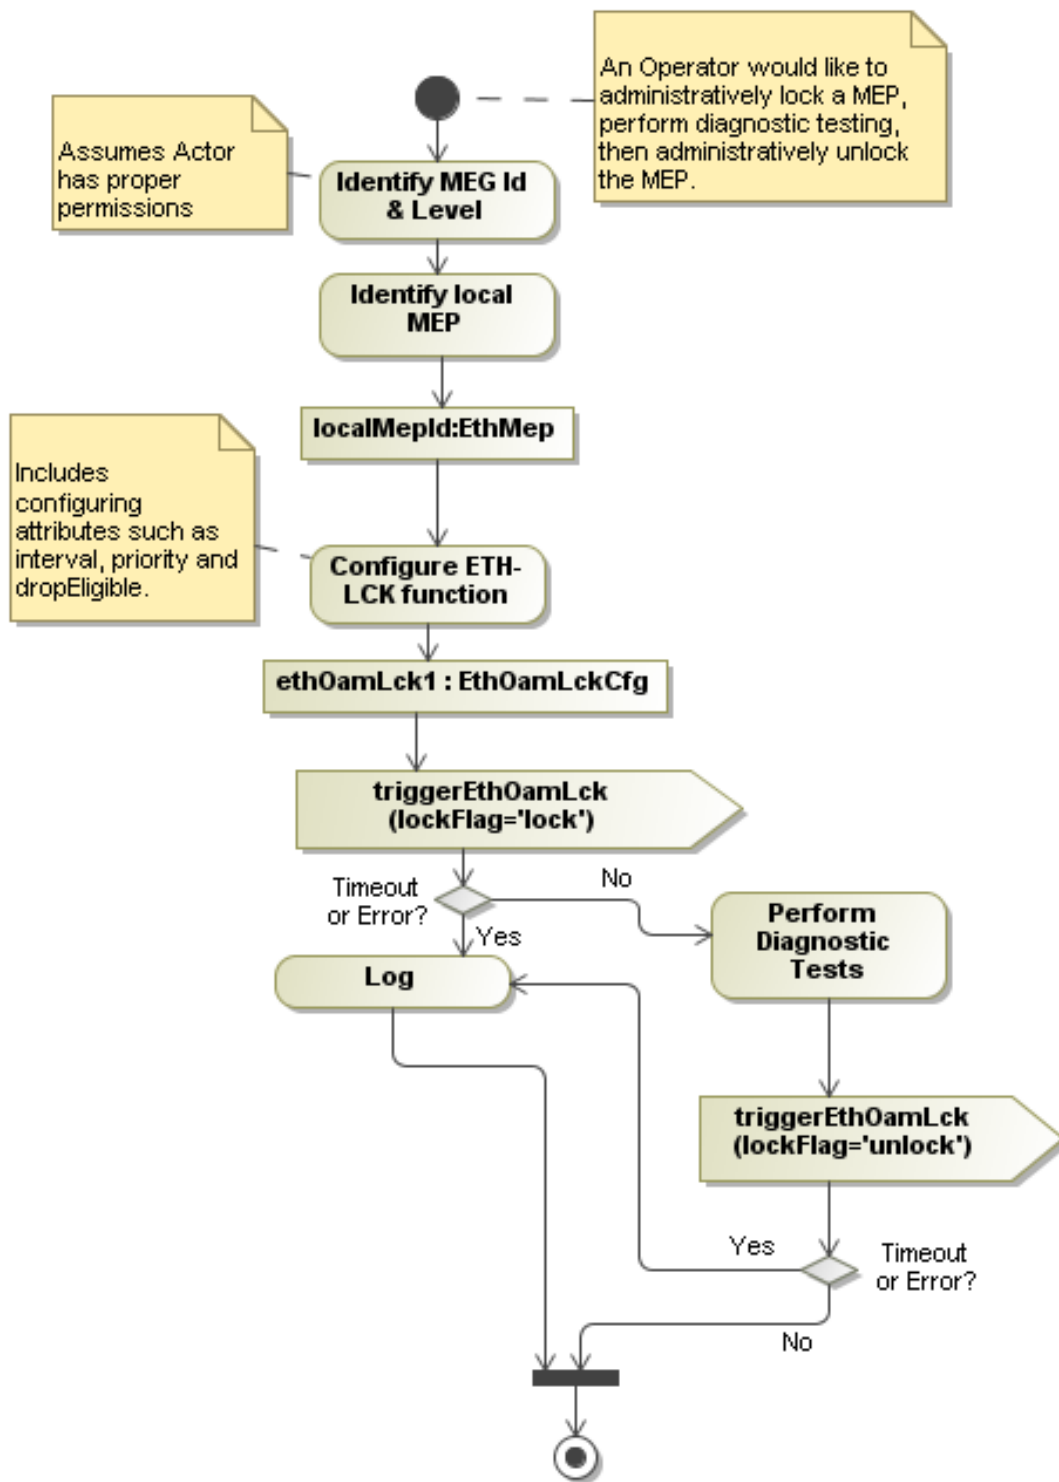 An Operator would like to
administratively lock a MEP,
perform diagnostic testing,
then administratively unlock
the MEP.
Assumes Actor
has proper
permissions
Identify MEG Id
& Level
Identify local
MEP
localMepId:EthMep
Includes
configuring
attributes such as
interval, priority and
dropEligible.
Configure ETH-
LCK function
ethOamLck1 : EthOamLckCfg
triggerEthOamLck
(lockFlag='lock')
Timeout
or Error?
No
Yes
Perform
Diagnostic
Tests
Log
triggerEthOamLck
(lockFlag='unlock')
Yes
Timeout
or Error?
No